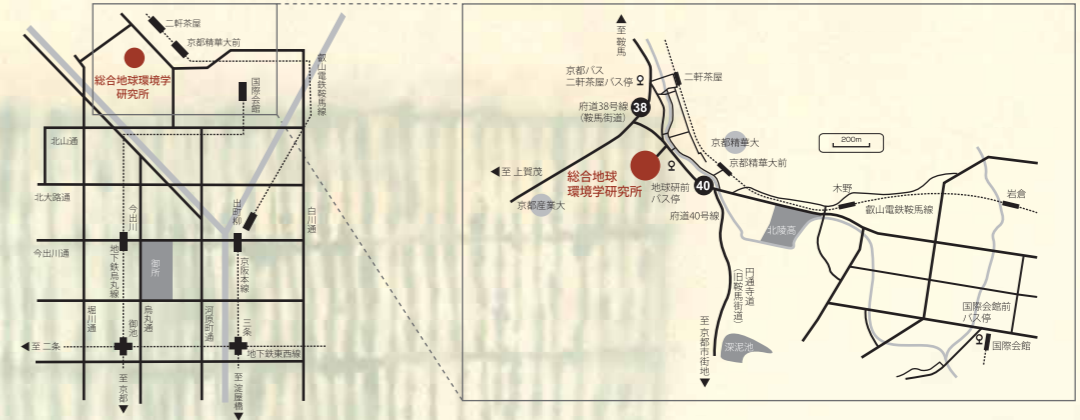 二軒茶屋
京都精華大前
総合地球環境学
研究所
国際会館
叡山電鉄鞍馬線
北山通
北大路通
今出川
出町柳
白川通
今出川通
地下鉄烏丸線
御所
京阪本線
堀川通
御池
烏丸通
河原町通
三条
至 二条
地下鉄東西線
至 京都
至 淀屋橋
至 鞍馬
京都バス
二軒茶屋バス停
二軒茶屋
府道38号線
(鞍馬街道)
38
京都精華大
200m
京都精華大前
至 上賀茂
総合地球
環境学研究所
地球研前
バス停
40
京都産業大
府道40号線
木野
岩倉
叡山電鉄鞍馬線
北陵高
円通寺道
(旧鞍馬街道)
国際会館前
バス停
国際会館
至 京都市街地
深泥池